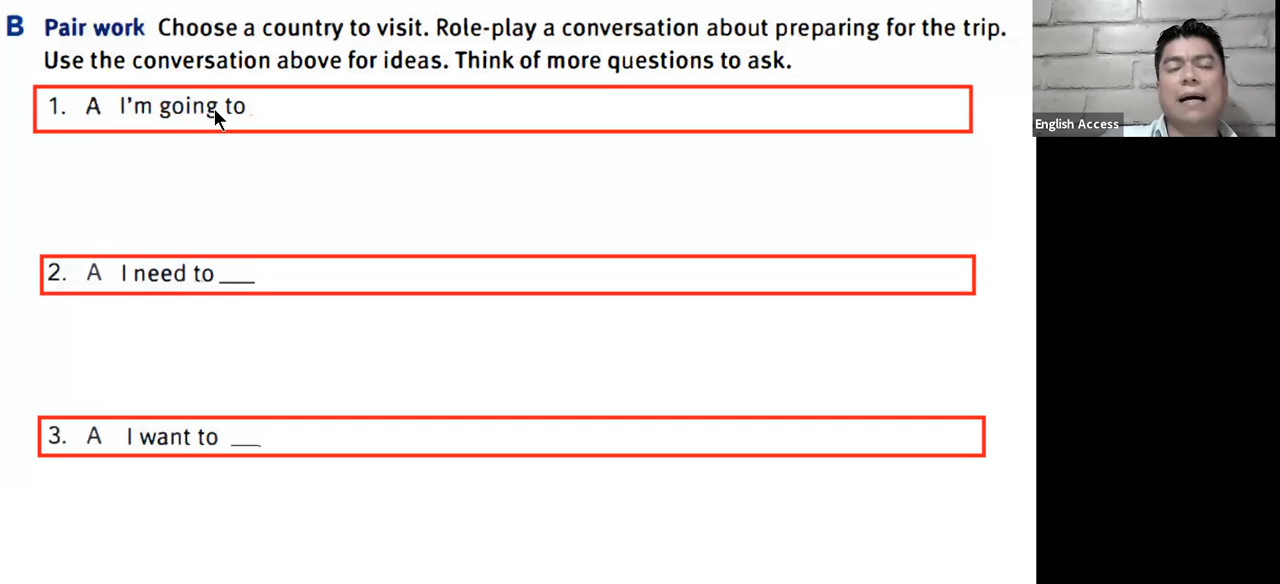 B Pair work Choose a country to visit. Role-play a conversation about preparing for the trip.
Use the conversation above for ideas. Think of more questions to ask.
1. A I'm going to
2. A I need to ___
3. A I want to ___
English Access